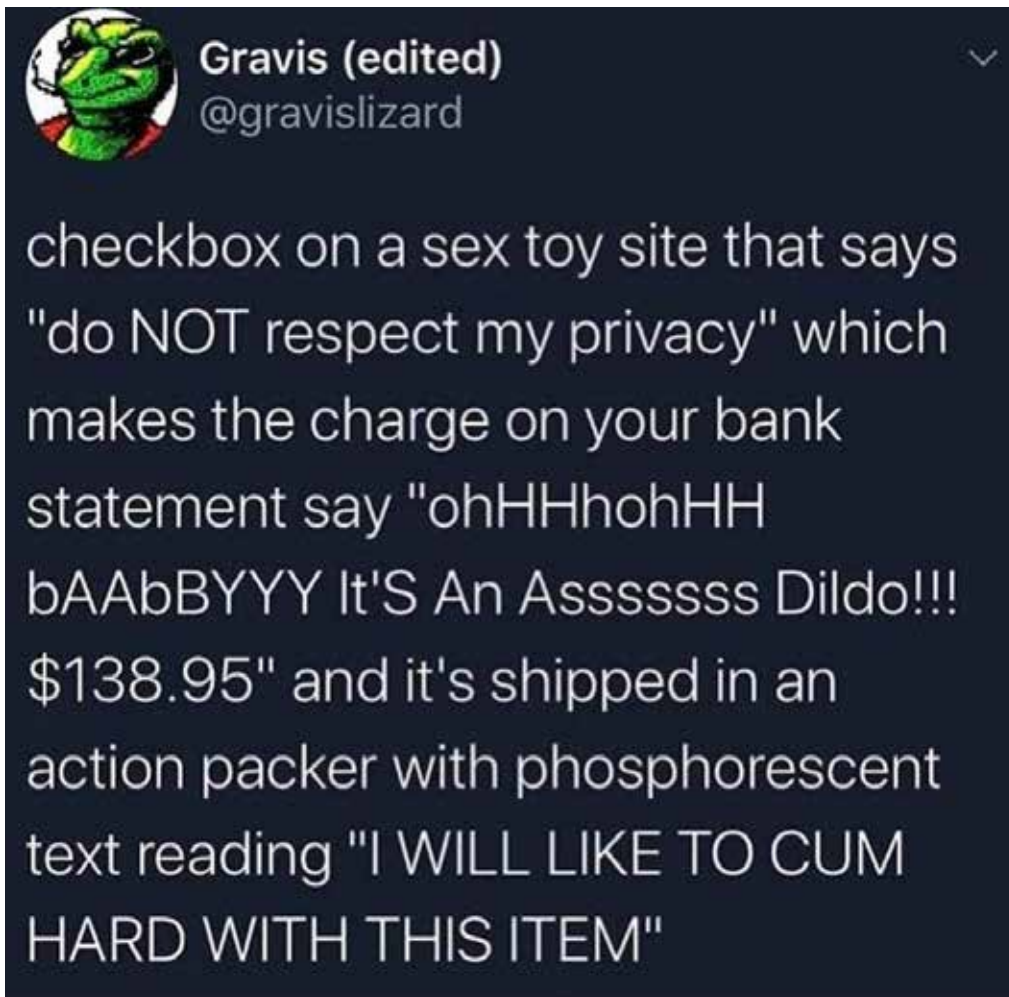 Gravis (edited)
@gravislizard
checkbox on a sex toy site that says
"do NOT respect my privacy" which
makes the charge on your bank
statement say "ohHHhohHH
bAAbBYYY It'S An Asssssss Dildo!!!
$138.95" and it's shipped in an
action packer with phosphorescent
text reading "I WILL LIKE TO CUM
HARD WITH THIS ITEM"